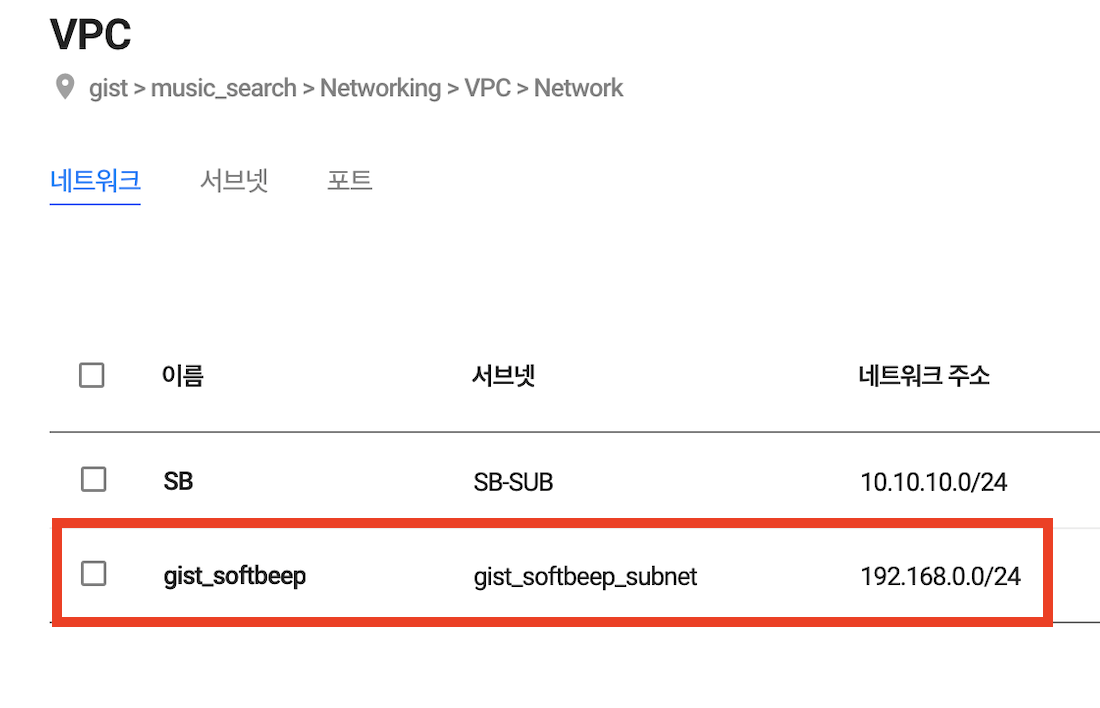 VPC
gist > music_search > Networking > VPC > Network
네트워크 서브넷 포트
이름 서브넷 네트워크 주소
SB SB-SUB 10.10.10.0/24
gist_softbeep gist_softbeep_subnet 192.168.0.0/24